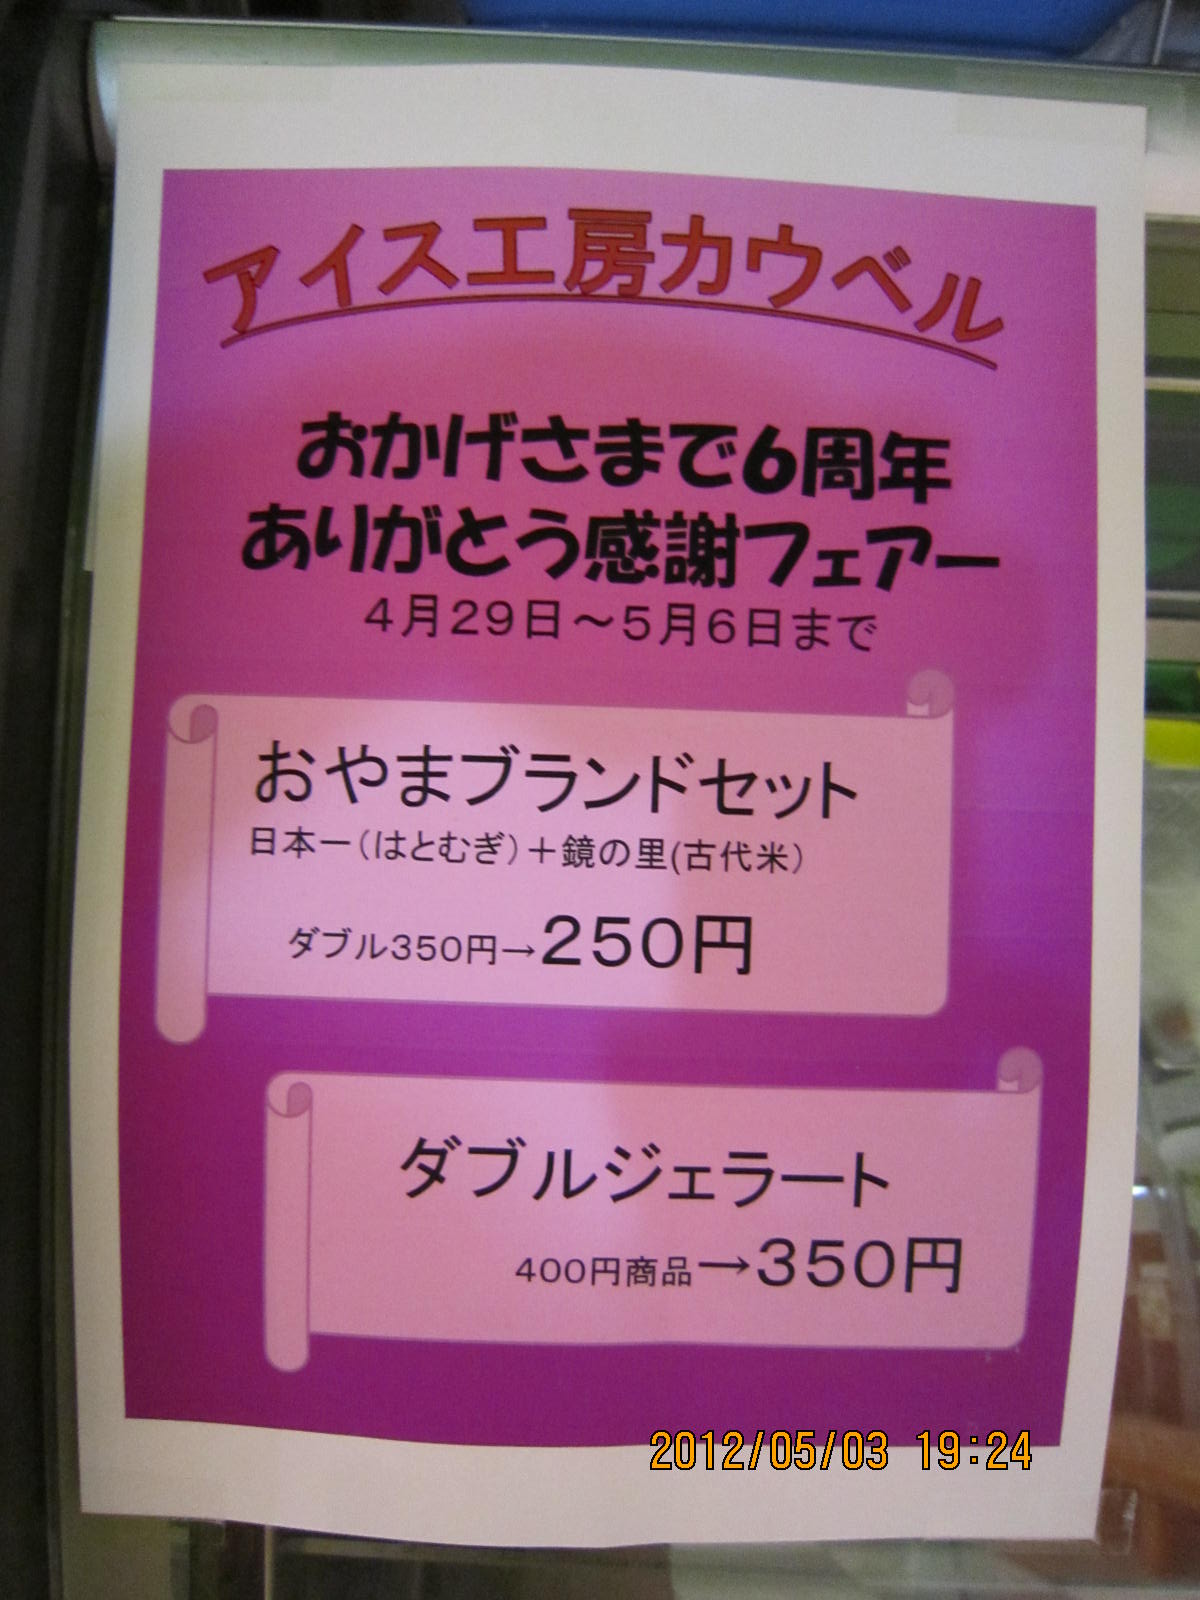 アイス工房カウベル
おかげさまで6周年
ありがとう感謝フェアー
4月29日～5月6日まで
おやまブランドセット
日本一（はとむぎ）＋鏡の里(古代米）
ダブル350円→250円
ダブルジェラート
400円商品→350円
2012/05/03 19:24